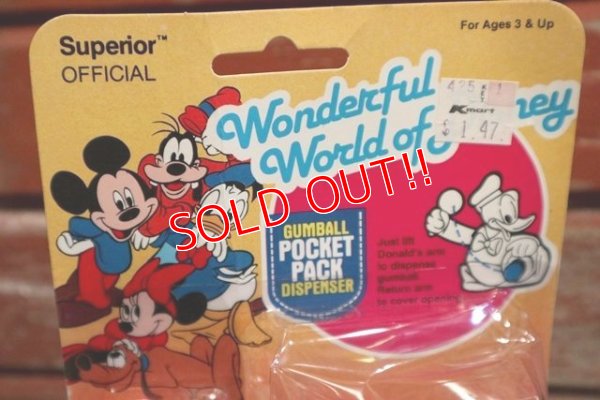 Superior™
OFFICIAL
For Ages 3 & Up
Wonderful
World of
Kmart
$1.47
SOLD OUT!!
GUMBALL
POCKET
PACK
DISPENSER
Just lift
Donald's arm
to dispense
gumball.
Return arm
to cover opening.